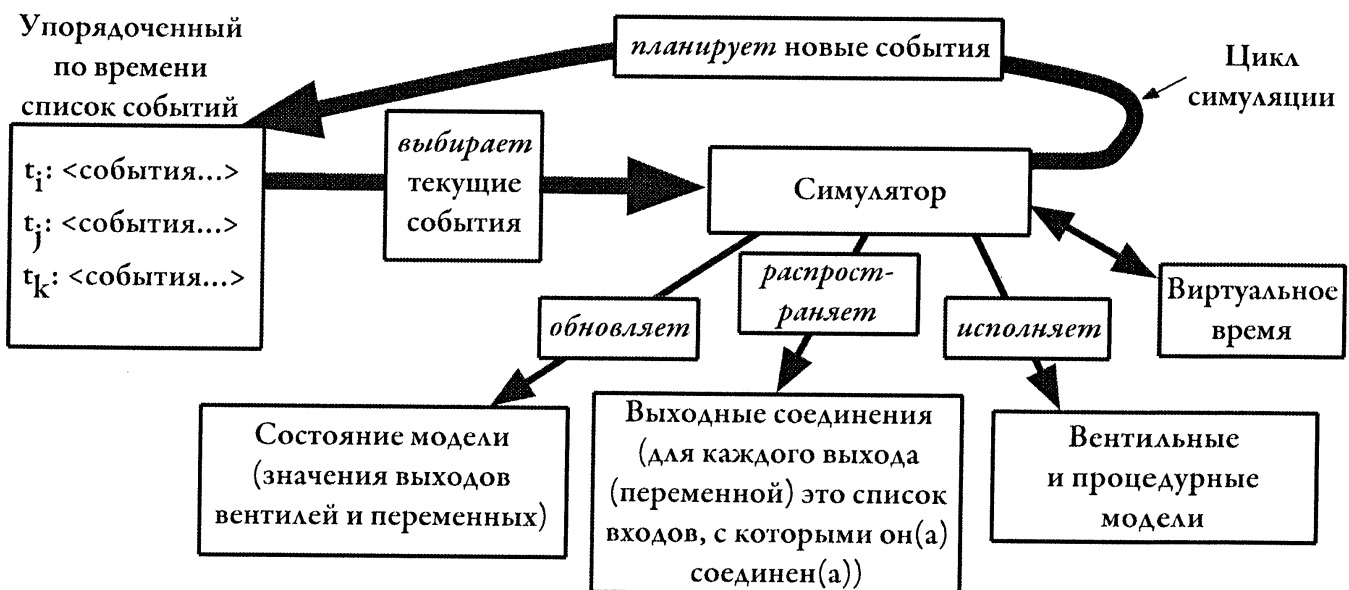 Упорядоченный
по времени
список событий
планирует новые события
Цикл
симуляции
t_i: <события...>
t_j: <события...>
t_k: <события...>
выбирает
текущие
события
Симулятор
Виртуальное
время
обновляет
распрост-
раняет
исполняет
Состояние модели
(значения выходов
вентилей и переменных)
Выходные соединения
(для каждого выхода
(переменной) это список
входов, с которыми он(а)
соединен(а))
Вентильные
и процедурные
модели